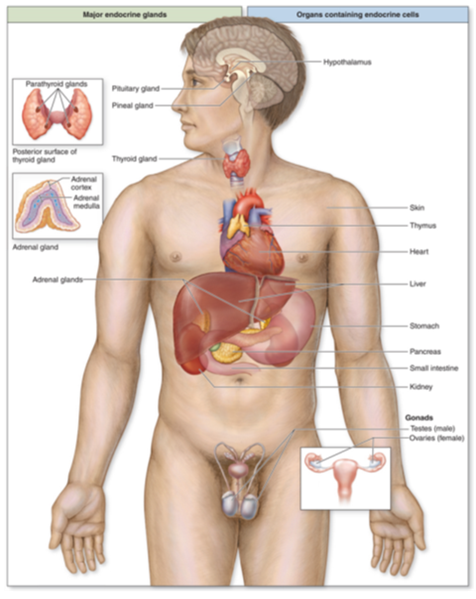 Major endocrine glands
Organs containing endocrine cells
Hypothalamus
Pituitary gland
Pineal gland
Parathyroid glands
Posterior surface of
thyroid gland
Thyroid gland
Adrenal
cortex
Adrenal
medulla
Adrenal gland
Skin
Thymus
Heart
Adrenal glands
Liver
Stomach
Pancreas
Small intestine
Kidney
Gonads
Testes (male)
Ovaries (female)